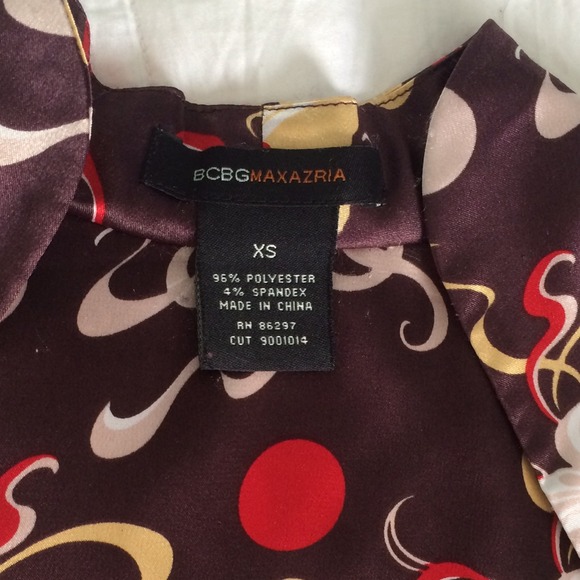 BCBGMAXAZRIA
XS
96% POLYESTER
4% SPANDEX
MADE IN CHINA
RN 86297
CUT 9001014